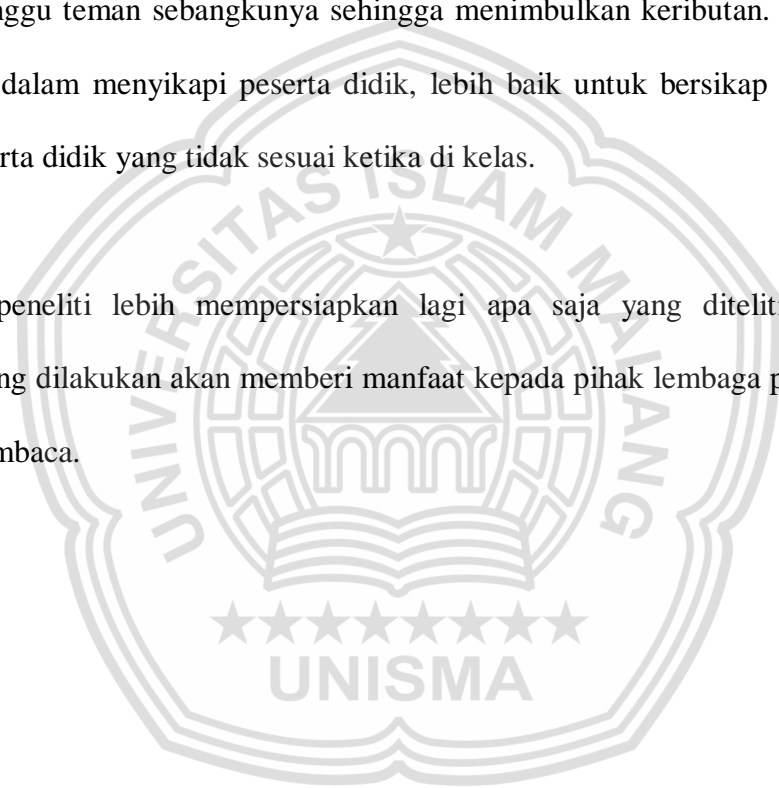 nggu teman sebangkunya sehingga menimbulkan keributan.
dalam menyikapi peserta didik, lebih baik untuk bersikap
rta didik yang tidak sesuai ketika di kelas.
peneliti lebih mempersiapkan lagi apa saja yang diteliti
ng dilakukan akan memberi manfaat kepada pihak lembaga p
mbaca.
UNIVERSITAS ISLAM MALANG
UNISMA